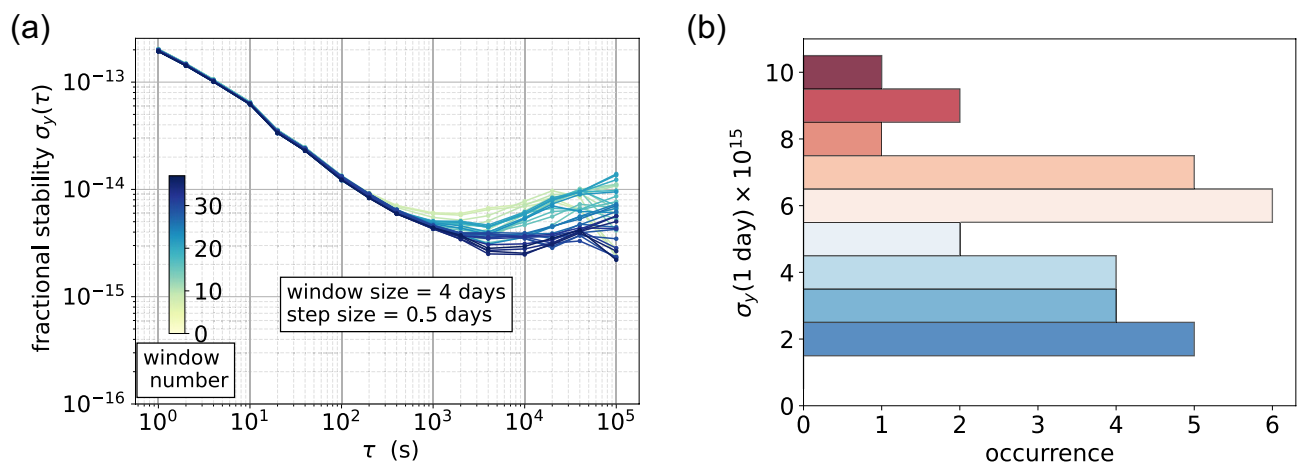 (a)
fractional stability σy(τ)
10⁻¹³
10⁻¹⁴
10⁻¹⁵
10⁻¹⁶
30
20
10
0
window
number
window size = 4 days
step size = 0.5 days
10⁰ 10¹ 10² 10³ 10⁴ 10⁵
τ (s)
(b)
σy(1 day) × 10¹⁵
10
8
6
4
2
0
0 1 2 3 4 5 6
occurrence